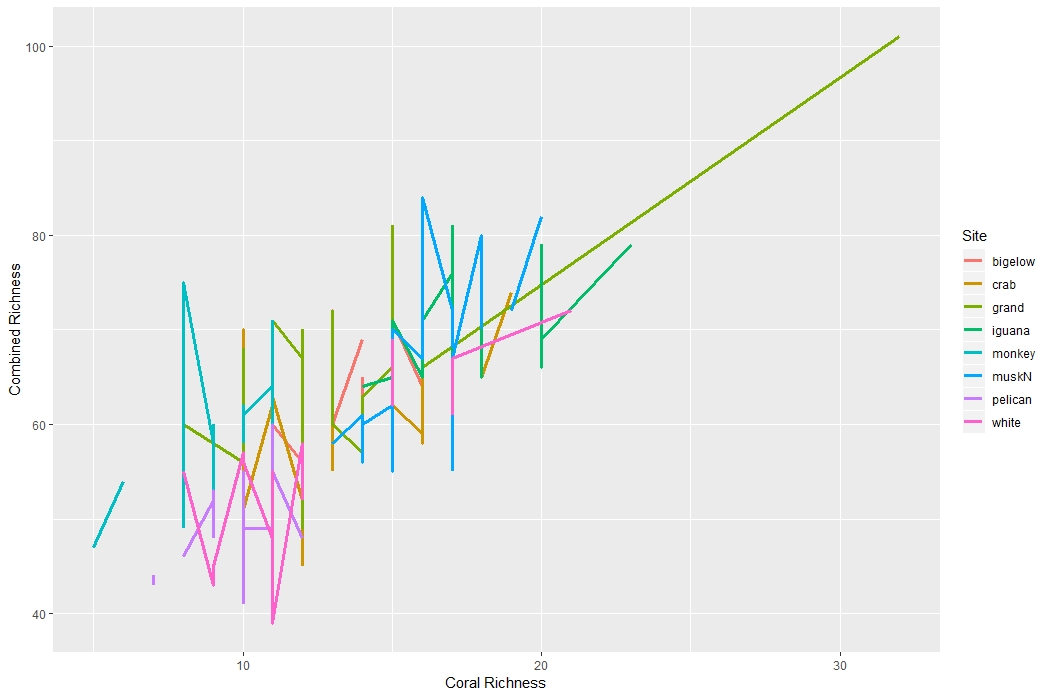 Combined Richness
100
80
60
40
10
20
30
Coral Richness
Site
bigelow
crab
grand
iguana
monkey
muskN
pelican
white